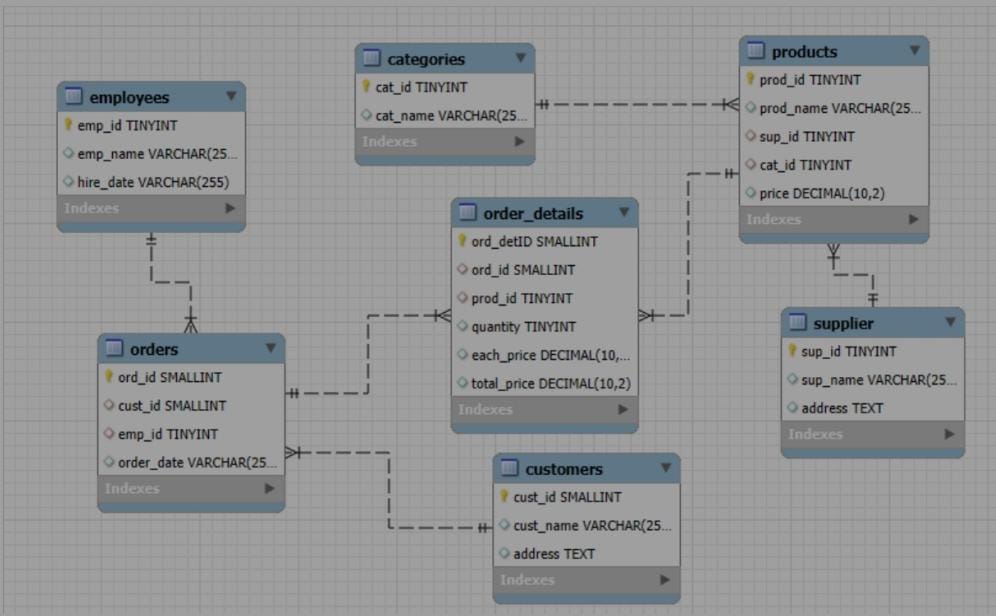 employees
emp_id TINYINT
emp_name VARCHAR(25...
hire_date VARCHAR(255)
Indexes
categories
cat_id TINYINT
cat_name VARCHAR(25...
Indexes
products
prod_id TINYINT
prod_name VARCHAR(25...
sup_id TINYINT
cat_id TINYINT
price DECIMAL(10,2)
Indexes
order_details
ord_detID SMALLINT
ord_id SMALLINT
prod_id TINYINT
quantity TINYINT
each_price DECIMAL(10,...
total_price DECIMAL(10,2)
Indexes
supplier
sup_id TINYINT
sup_name VARCHAR(25...
address TEXT
Indexes
orders
ord_id SMALLINT
cust_id SMALLINT
emp_id TINYINT
order_date VARCHAR(25...
Indexes
customers
cust_id SMALLINT
cust_name VARCHAR(25...
address TEXT
Indexes